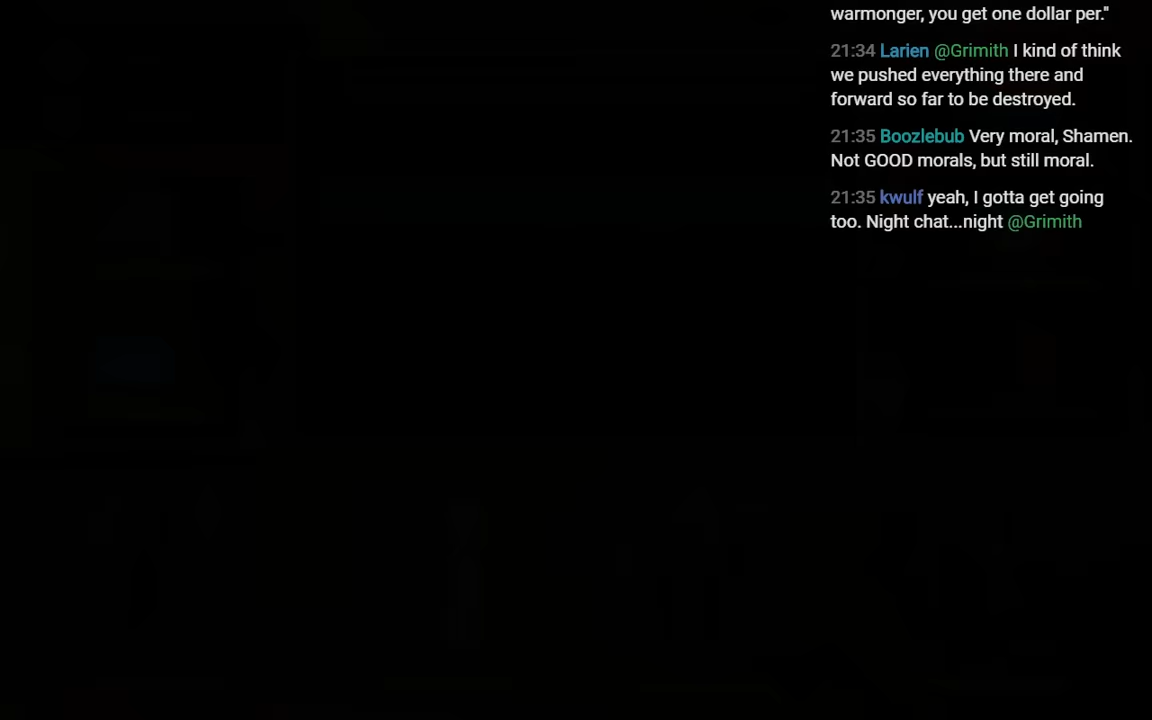 warmonger, you get one dollar per."
21:34 Larien @Grimith I kind of think
we pushed everything there and
forward so far to be destroyed.
21:35 Boozlebub Very moral, Shamen.
Not GOOD morals, but still moral.
21:35 kwulf yeah, I gotta get going
too. Night chat...night @Grimith